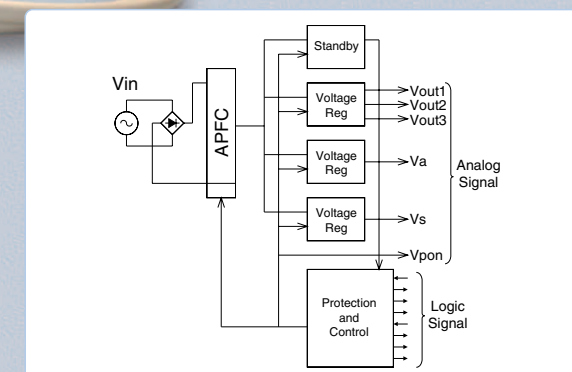 Standby
Vin
Voltage
Reg
Vout1
Vout2
Vout3
APFC
Voltage
Reg
Va
Analog
Signal
Voltage
Reg
Vs
Vpon
Protection
and
Control
Logic
Signal